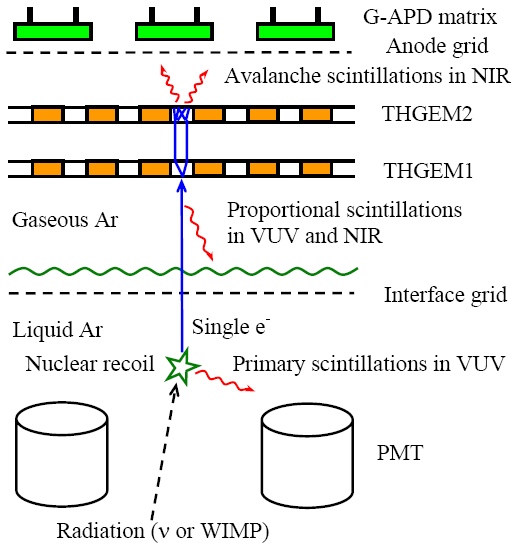 G-APD matrix
Anode grid
Avalanche scintillations in NIR
THGEM2
THGEM1
Proportional scintillations
in VUV and NIR
Gaseous Ar
Interface grid
Liquid Ar
Single e⁻
Nuclear recoil
Primary scintillations in VUV
PMT
Radiation (ν or WIMP)